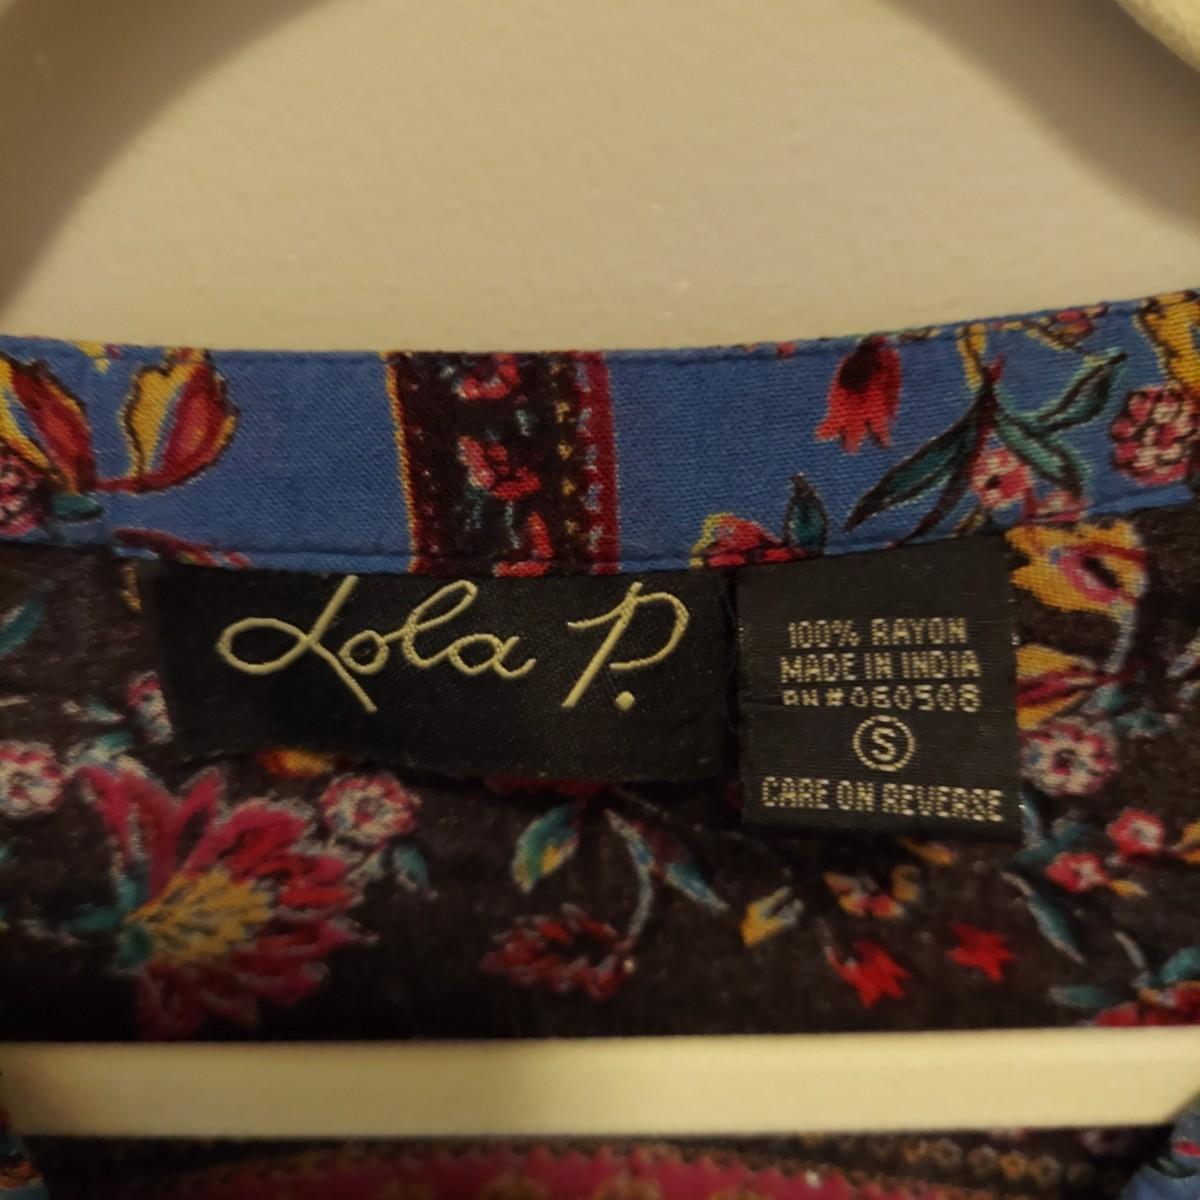 Lola P.
100% RAYON
MADE IN INDIA
RN#060508
S
CARE ON REVERSE